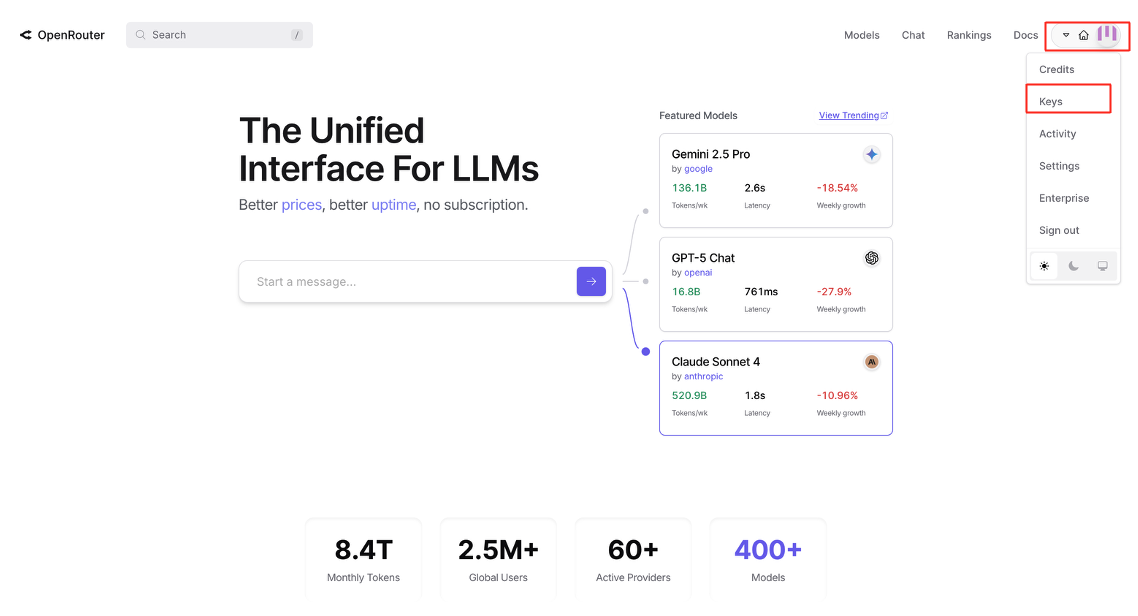 OpenRouter
Search
/
Models
Chat
Rankings
Docs
Credits
Keys
Activity
Settings
Enterprise
Sign out
The Unified
Interface For LLMs
Better prices, better uptime, no subscription.
Start a message...
Featured Models
View Trending
Gemini 2.5 Pro
by google
136.1B 2.6s -18.54%
Tokens/wk Latency Weekly growth
GPT-5 Chat
by openai
16.8B 761ms -27.9%
Tokens/wk Latency Weekly growth
Claude Sonnet 4
by anthropic
520.9B 1.8s -10.96%
Tokens/wk Latency Weekly growth
8.4T
Monthly Tokens
2.5M+
Global Users
60+
Active Providers
400+
Models